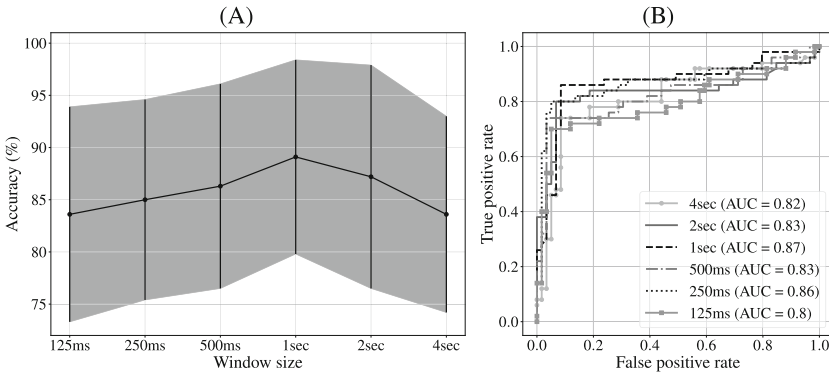 (A)
100
95
90
85
80
75
Accuracy (%)
125ms 250ms 500ms 1sec 2sec 4sec
Window size
(B)
1.0
0.8
0.6
0.4
0.2
0.0
True positive rate
4sec (AUC = 0.82)
2sec (AUC = 0.83)
1sec (AUC = 0.87)
500ms (AUC = 0.83)
250ms (AUC = 0.86)
125ms (AUC = 0.8)
0.0 0.2 0.4 0.6 0.8 1.0
False positive rate